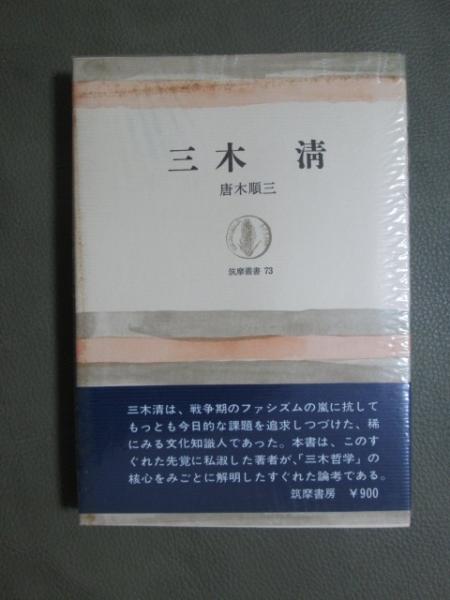 三木 清
唐木順三
筑摩叢書 73
三木清は、戦争期のファシズムの嵐に抗して
もっとも今日的な課題を追求しつづけた、稀
にみる文化知識人であった。本書は、このす
ぐれた先覚に私淑した著者が、「三木哲学」の
核心をみごとに解明したすぐれた論考である。
筑摩書房 ￥900